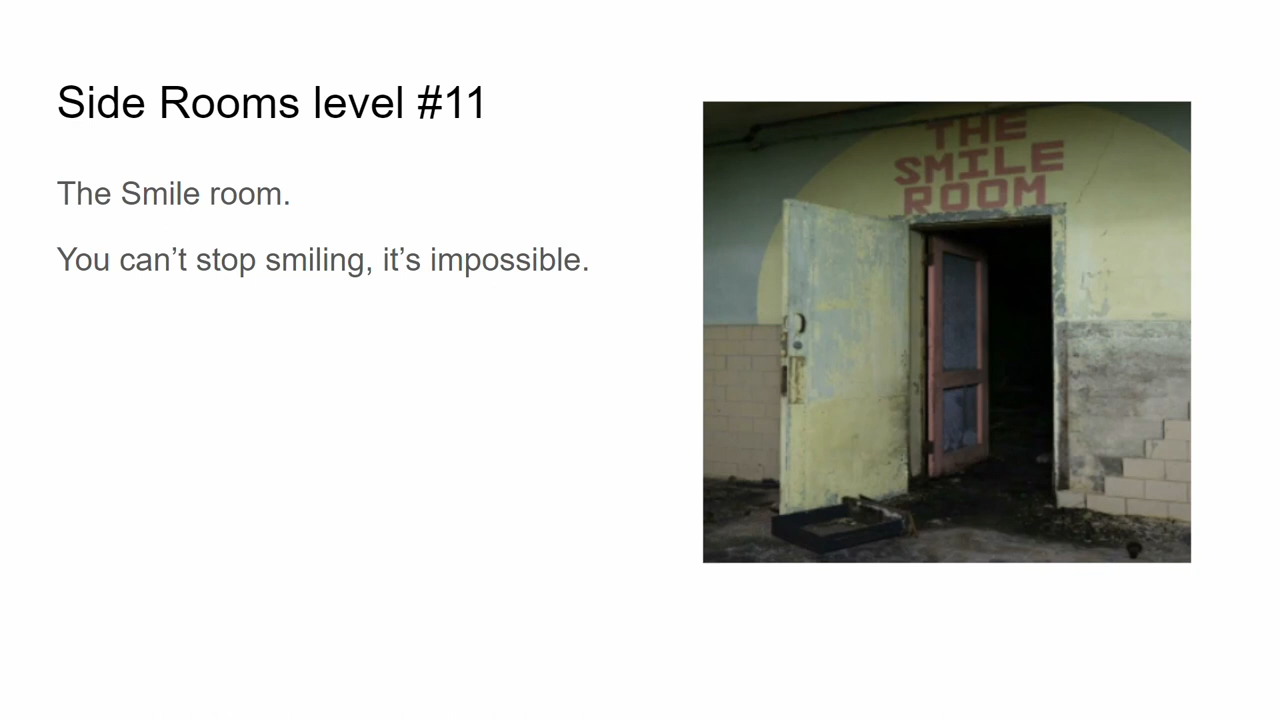 Side Rooms level #11
The Smile room.
You can’t stop smiling, it’s impossible.
THE
SMILE
ROOM